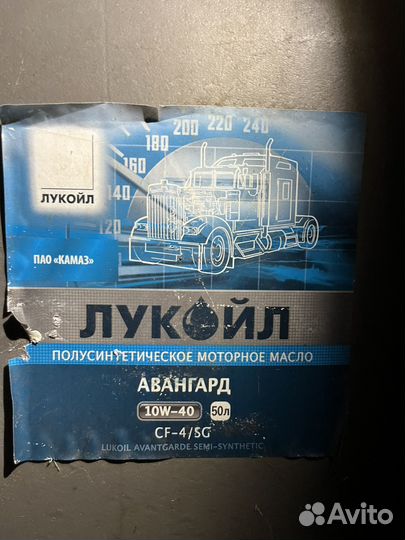 200 220 240
180
160
140
120
ЛУКОЙЛ
ПАО «КАМАЗ»
ЛУКОЙЛ
ПОЛУСИНТЕТИЧЕСКОЕ МОТОРНОЕ МАСЛО
АВАНГАРД
10W-40 50л
CF-4/SG
LUKOIL AVANTGARDE SEMI-SYNTHETIC
Avito